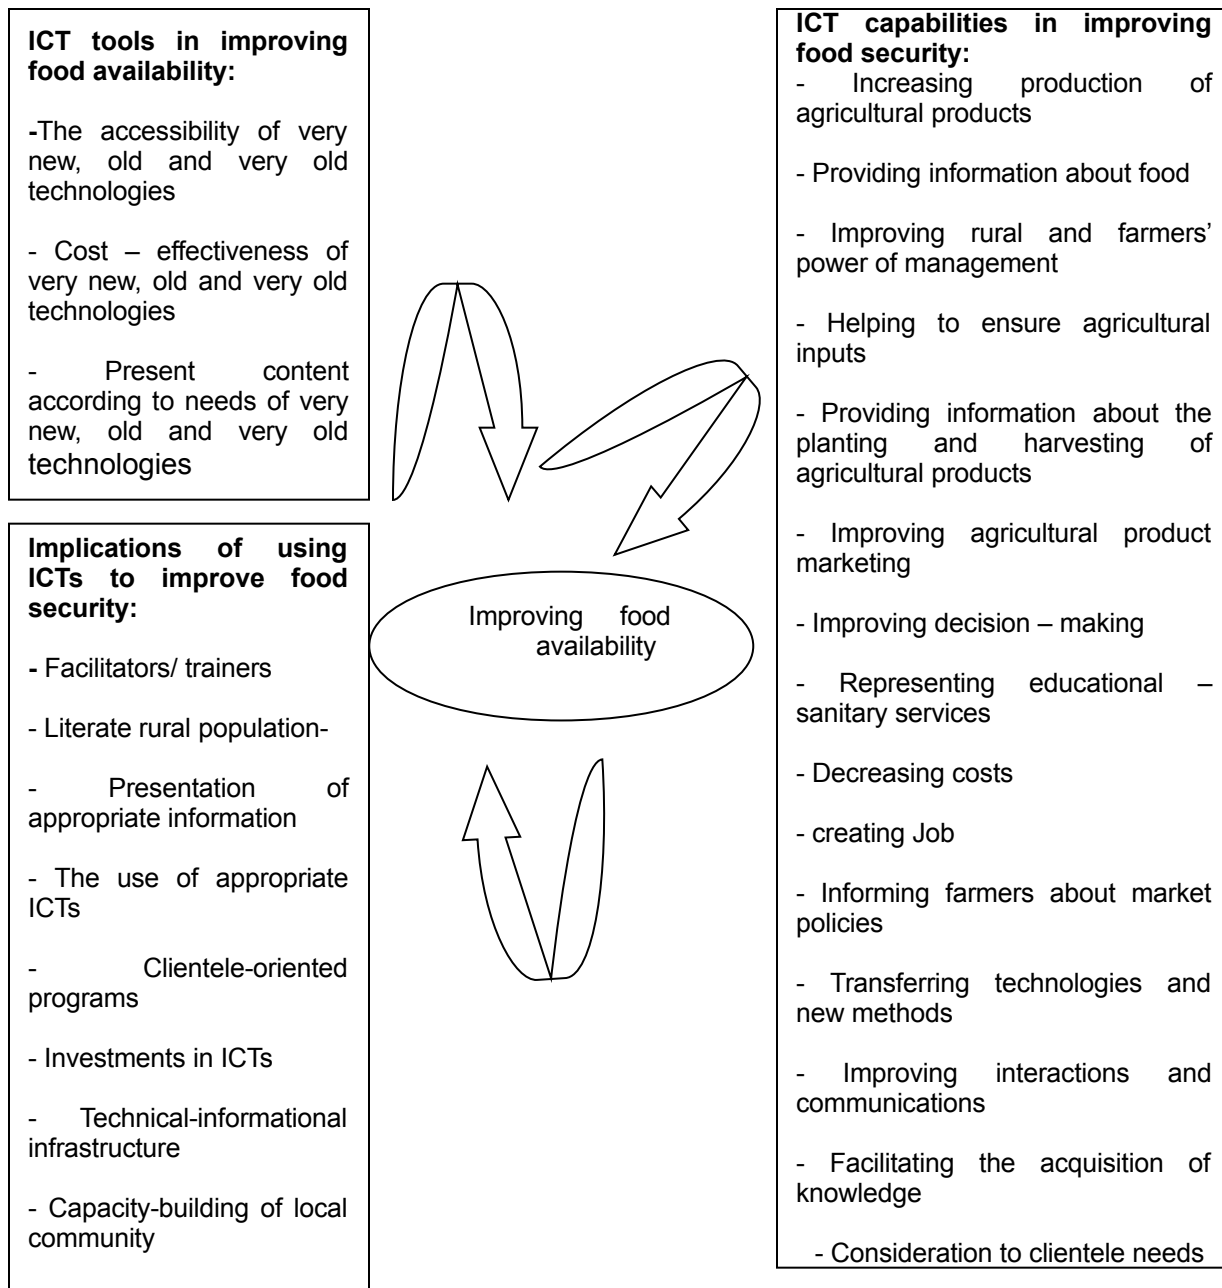 ICT tools in improving
food availability:
-The accessibility of very
new, old and very old
technologies
- Cost – effectiveness of
very new, old and very old
technologies
- Present content
according to needs of very
new, old and very old
technologies
Implications of using
ICTs to improve food
security:
- Facilitators/ trainers
- Literate rural population-
- Presentation of
appropriate information
- The use of appropriate
ICTs
- Clientele-oriented
programs
- Investments in ICTs
- Technical-informational
infrastructure
- Capacity-building of local
community
Improving food
availability
ICT capabilities in improving
food security:
- Increasing production of
agricultural products
- Providing information about food
- Improving rural and farmers’
power of management
- Helping to ensure agricultural
inputs
- Providing information about the
planting and harvesting of
agricultural products
- Improving agricultural product
marketing
- Improving decision – making
- Representing educational –
sanitary services
- Decreasing costs
- creating Job
- Informing farmers about market
policies
- Transferring technologies and
new methods
- Improving interactions and
communications
- Facilitating the acquisition of
knowledge
- Consideration to clientele needs